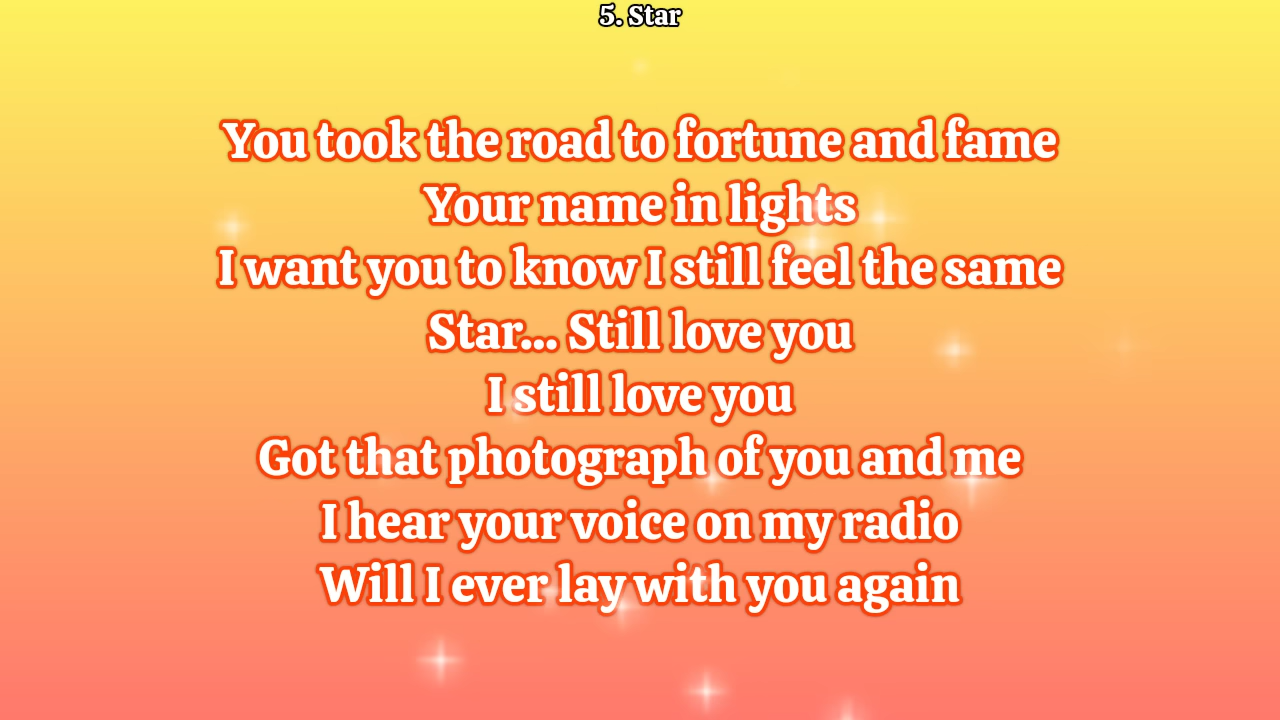 5. Star
You took the road to fortune and fame
Your name in lights
I want you to know I still feel the same
Star... Still love you
I still love you
Got that photograph of you and me
I hear your voice on my radio
Will I ever lay with you again